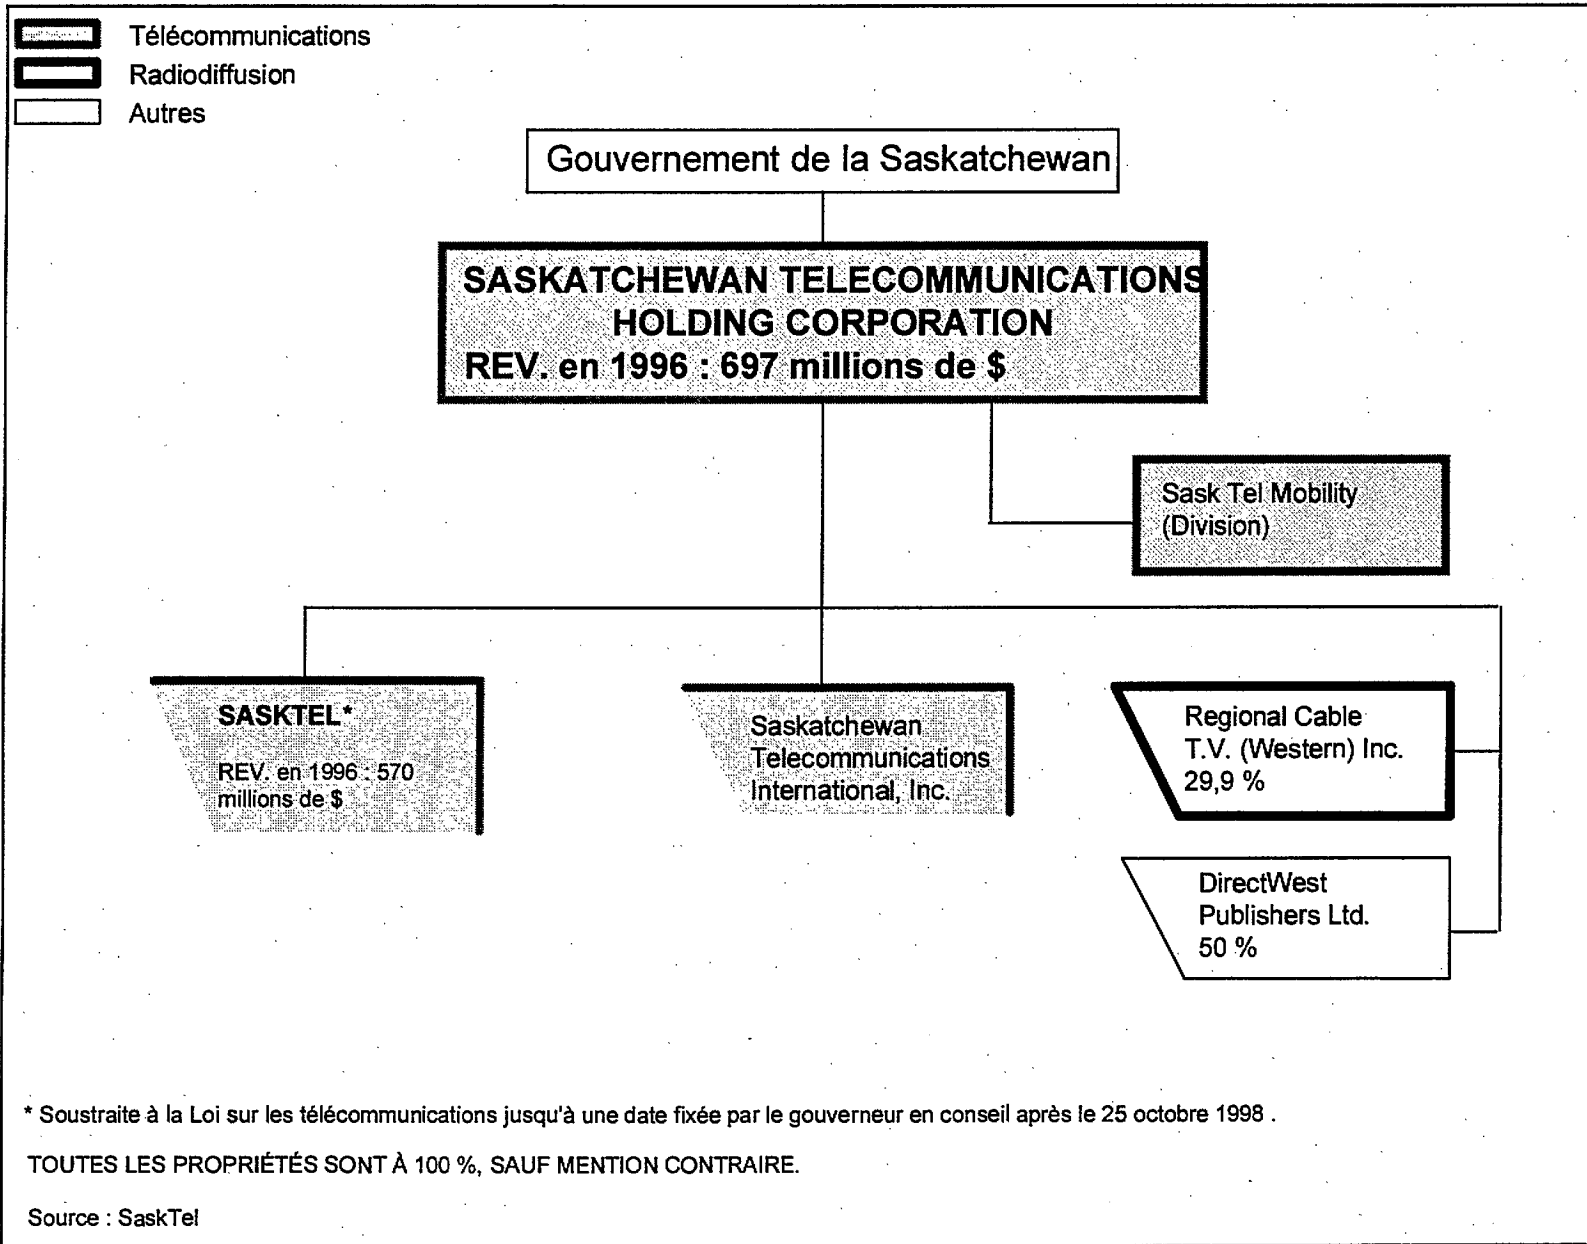 Télécommunications
Radiodiffusion
Autres
Gouvernement de la Saskatchewan
SASKATCHEWAN TELECOMMUNICATIONS
HOLDING CORPORATION
REV. en 1996 : 697 millions de $
Sask Tel Mobility
(Division)
SASKTEL*
REV. en 1996 : 570
millions de $
Saskatchewan
Telecommunications
International, Inc.
Regional Cable
T.V. (Western) Inc.
29,9 %
DirectWest
Publishers Ltd.
50 %
* Soustraite à la Loi sur les télécommunications jusqu'à une date fixée par le gouverneur en conseil après le 25 octobre 1998 .
TOUTES LES PROPRIÉTÉS SONT À 100 %, SAUF MENTION CONTRAIRE.
Source : SaskTel